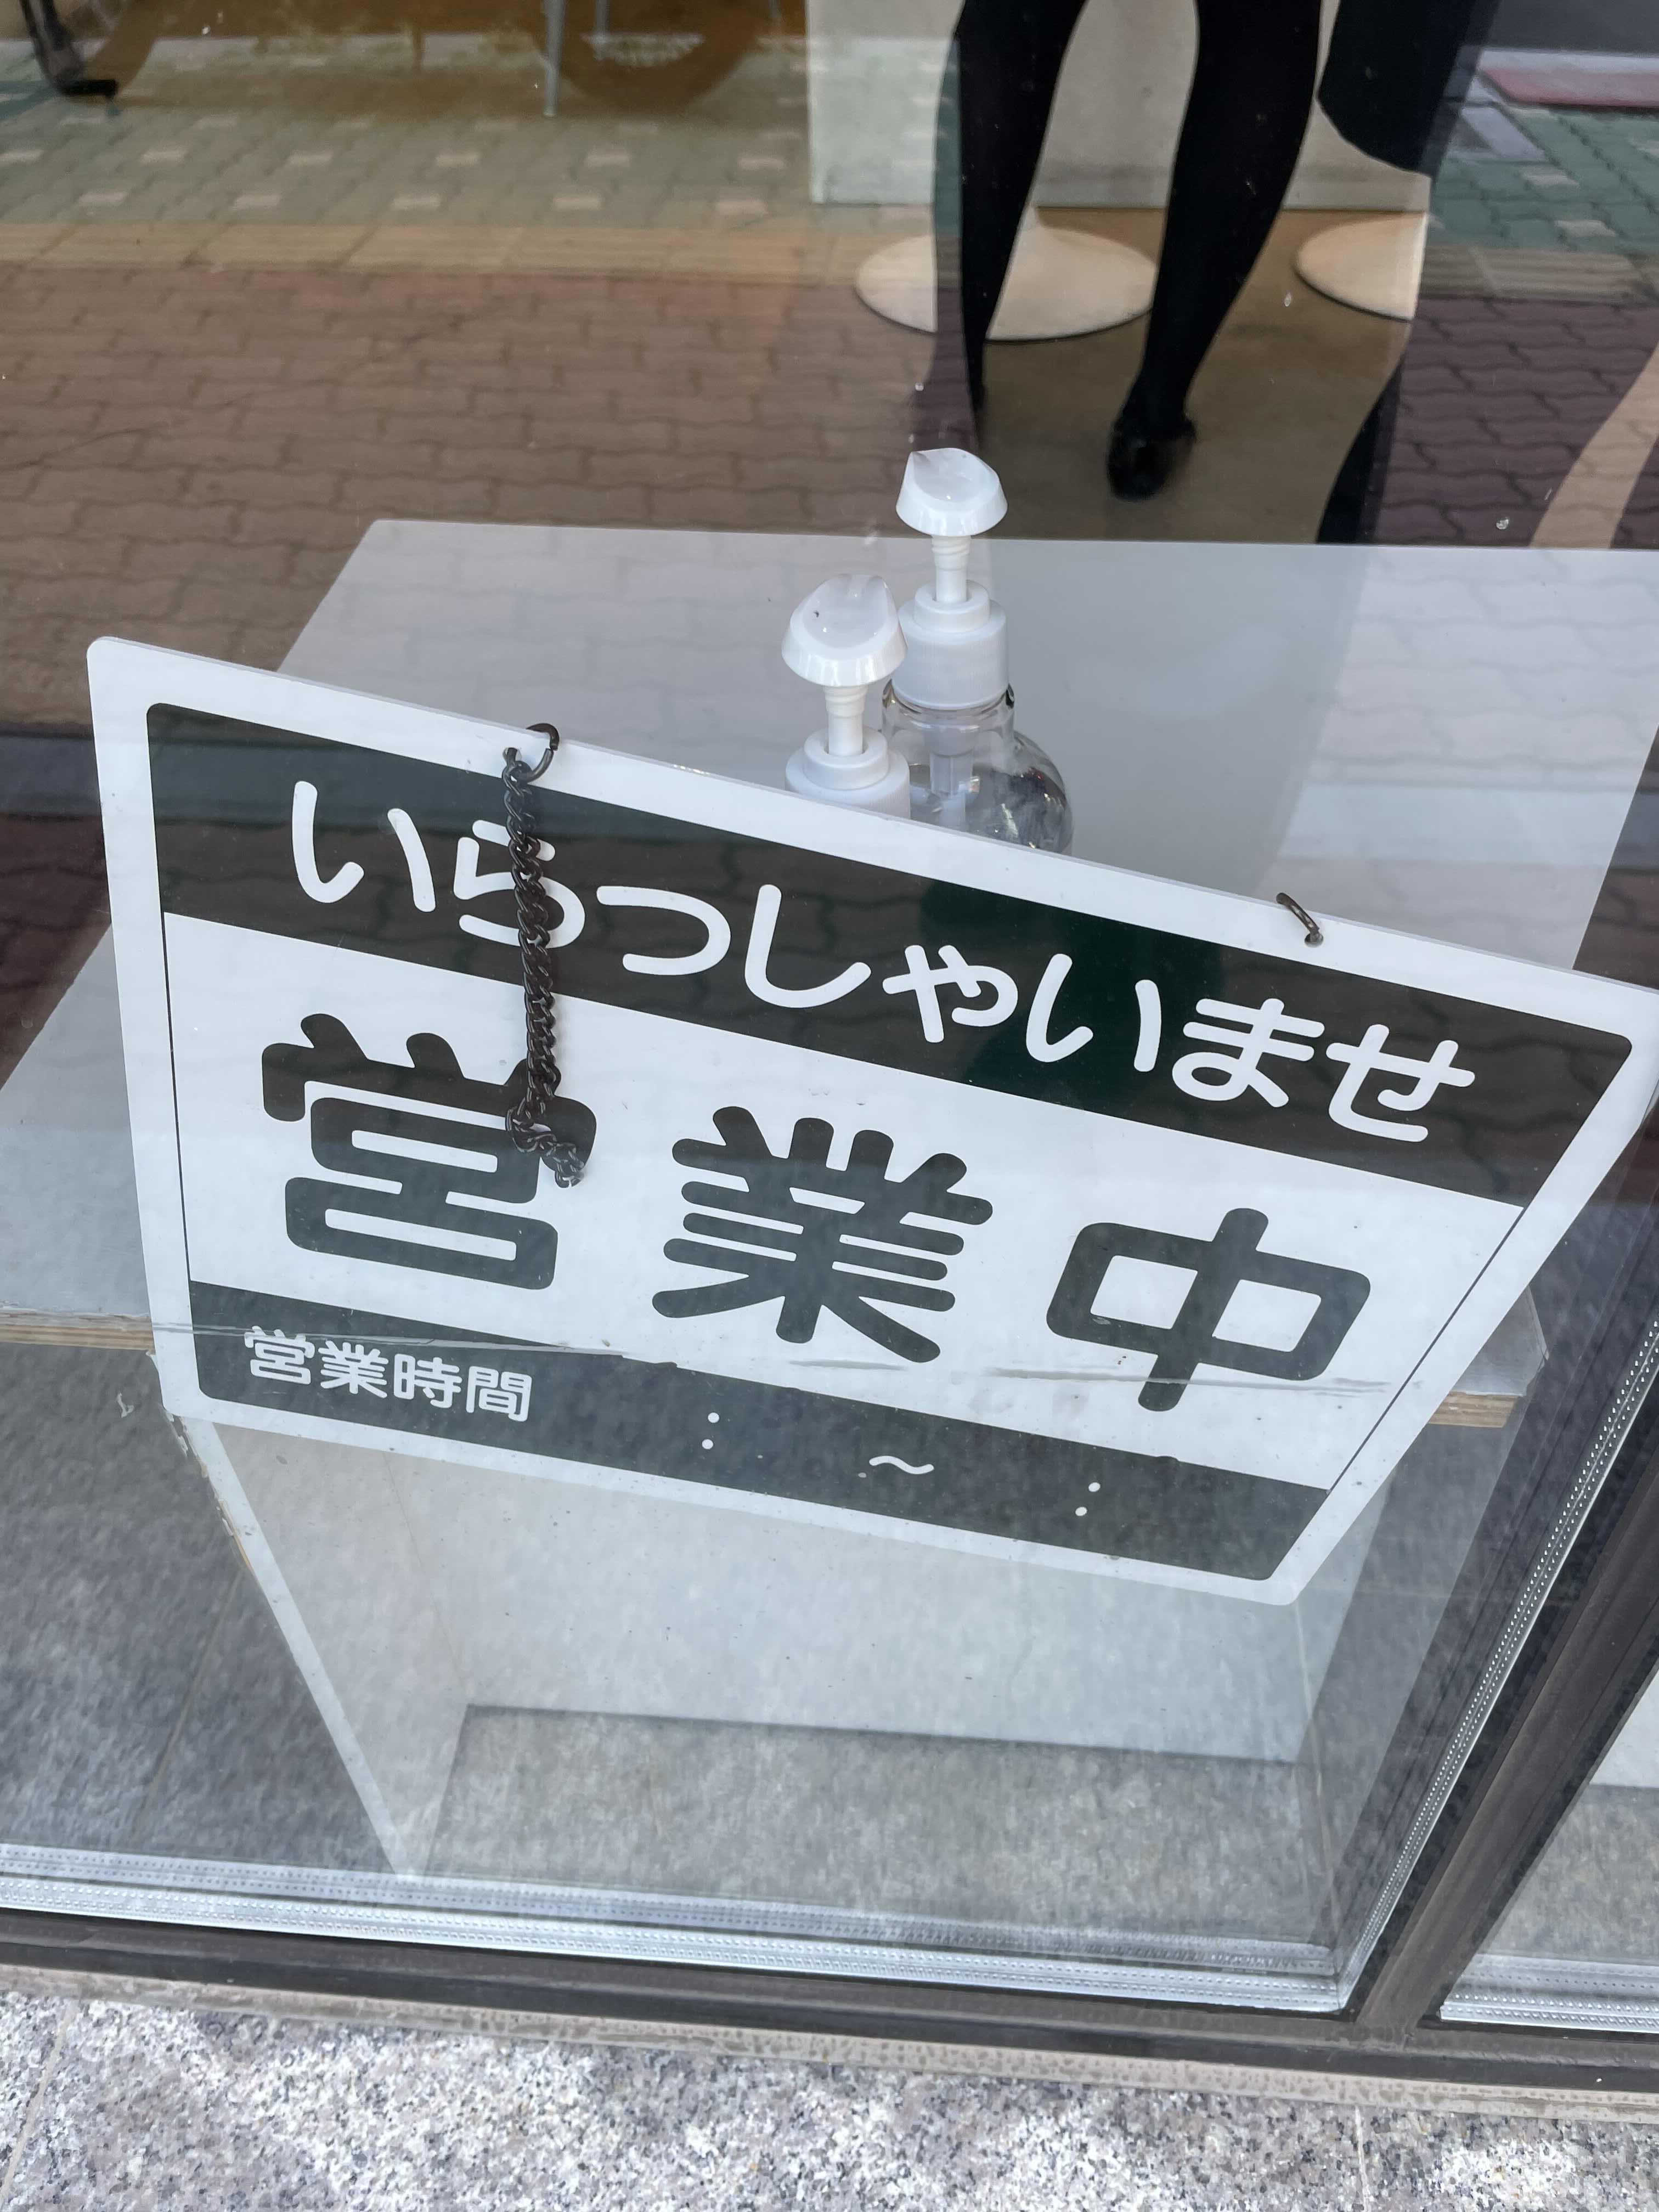 いらっしゃいませ
営業中
営業時間 : ～ :